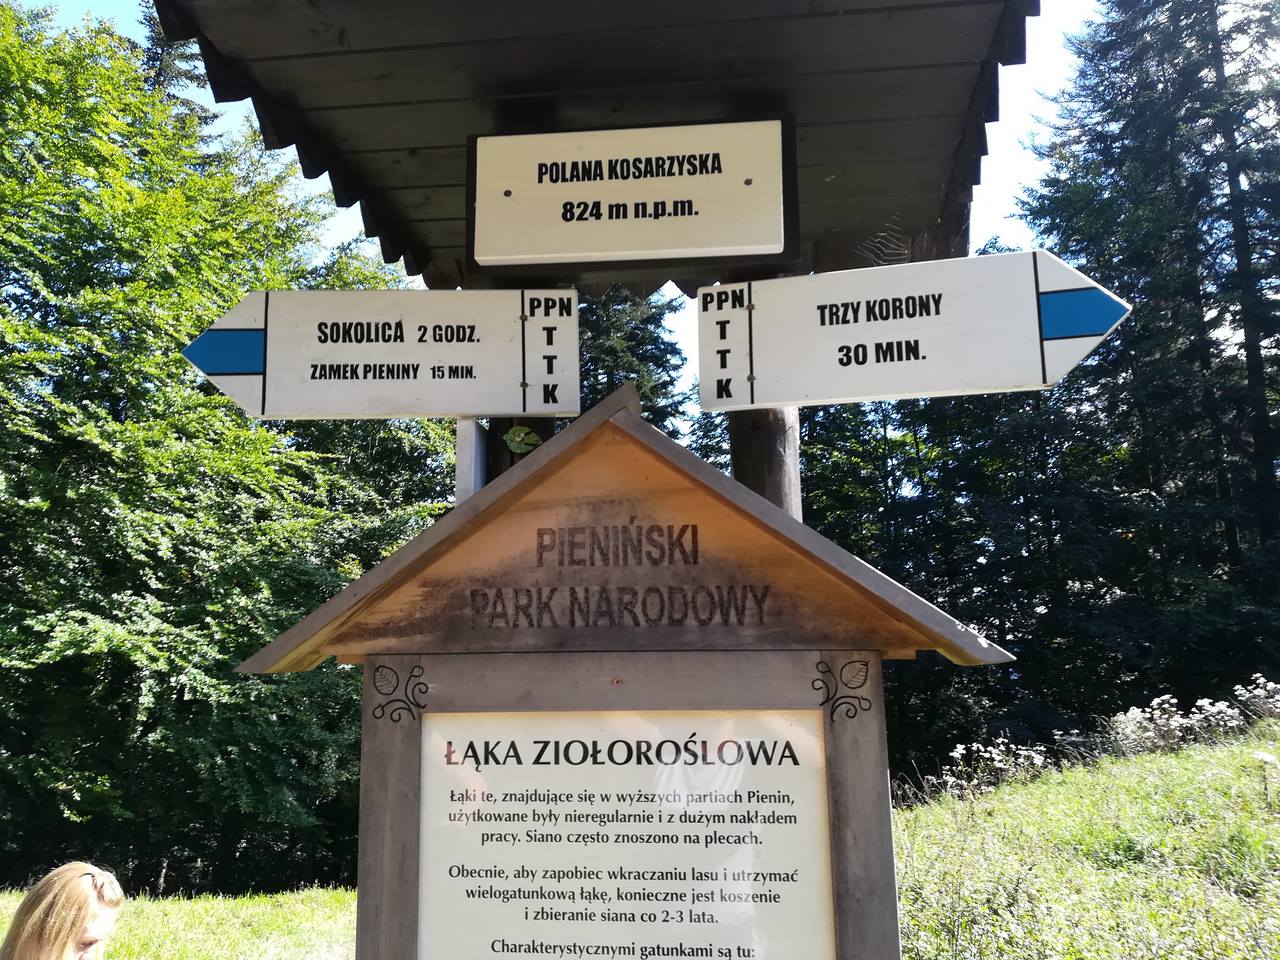 POLANA KOSARZYSKA
824 m n.p.m.
SOKOLICA 2 GODZ.
ZAMEK PIENINY 15 MIN.
PPN
T
T
K
PPN
T
T
K
TRZY KORONY
30 MIN.
PIENIŃSKI
PARK NARODOWY
ŁĄKA ZIOŁOROŚLOWA
Łąki te, znajdujące się w wyższych partiach Pienin,
użytkowane były nieregularnie i z dużym nakładem
pracy. Siano często znoszono na plecach.
Obecnie, aby zapobiec wkraczaniu lasu i utrzymać
wielogatunkową łąkę, konieczne jest koszenie
i zbieranie siana co 2-3 lata.
Charakterystycznymi gatunkami są tu: